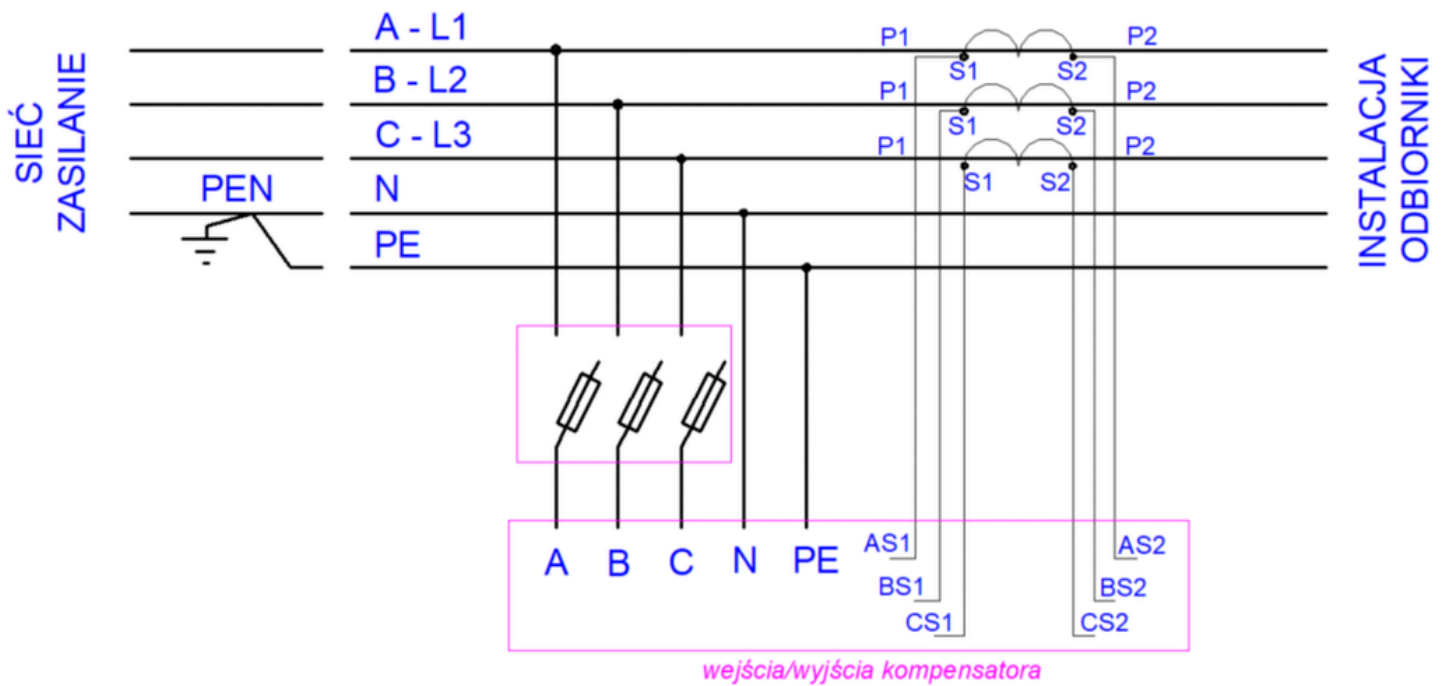 SIEĆ
ZASILANIE
A - L1
B - L2
C - L3
PEN
N
PE
P1
S1
S2
P2
P1
S1
S2
P2
P1
S1
S2
P2
INSTALACJA
ODBIORNIKI
A
B
C
N
PE
AS1
BS1
CS1
AS2
BS2
CS2
wejścia/wyjścia kompensatora